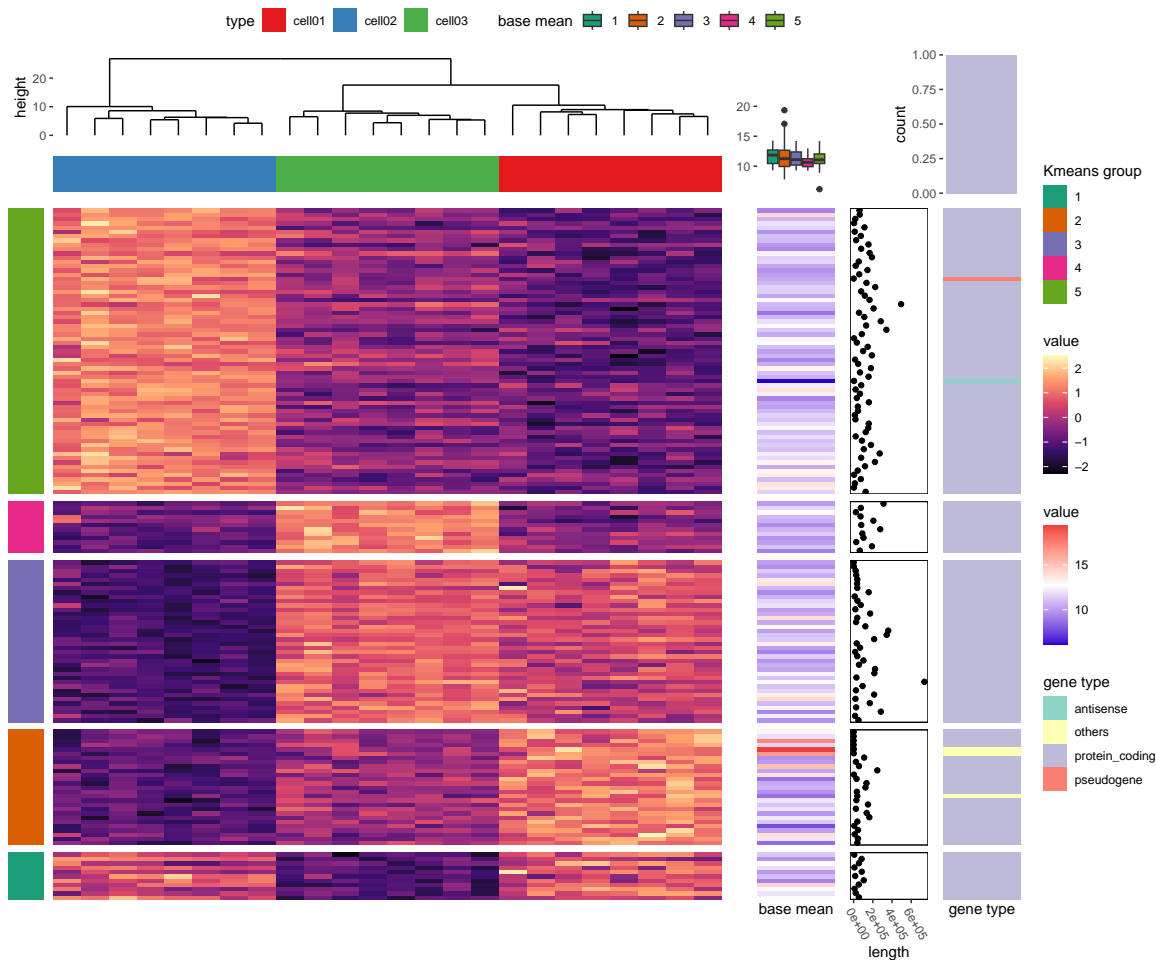 type cell01 cell02 cell03 base mean 1 2 3 4 5
height
20
10
0
20
15
10
count
1.00
0.75
0.50
0.25
0.00
Kmeans group
1
2
3
4
5
value
2
1
0
−1
−2
value
15
10
gene type
antisense
others
protein_coding
pseudogene
base mean
0e+00
2e+05
4e+05
6e+05
length
gene type